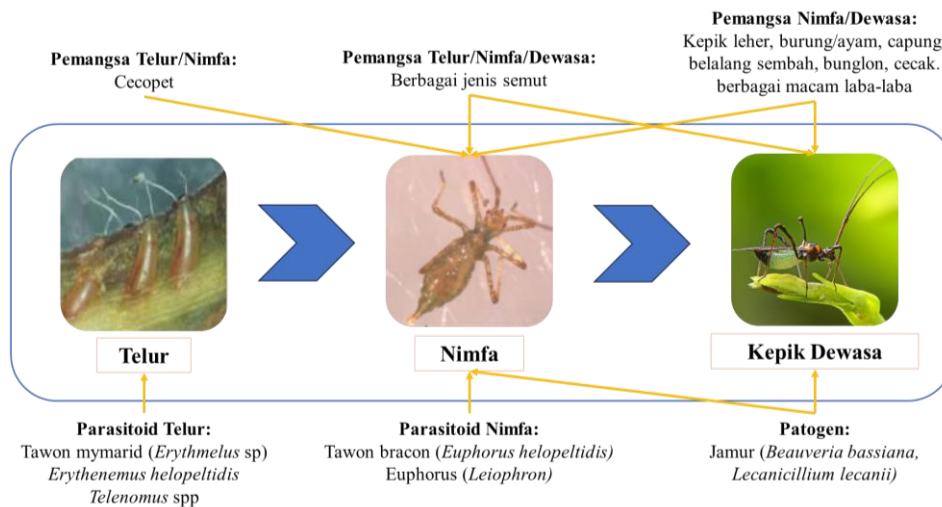 Pemangsa Telur/Nimfa:
Cecopet
Pemangsa Telur/Nimfa/Dewasa:
Berbagai jenis semut
Pemangsa Nimfa/Dewasa:
Kepik leher, burung/ayam, capung
belalang sembah, bunglon, cecak.
berbagai macam laba-laba
Telur
Nimfa
Kepik Dewasa
Parasitoid Telur:
Tawon mymarid (Erythmelus sp)
Erythenemus helopeltidis
Telenomus spp
Parasitoid Nimfa:
Tawon bracon (Euphorus helopeltidis)
Euphorus (Leiophron)
Patogen:
Jamur (Beauveria bassiana,
Lecanicillium lecanii)